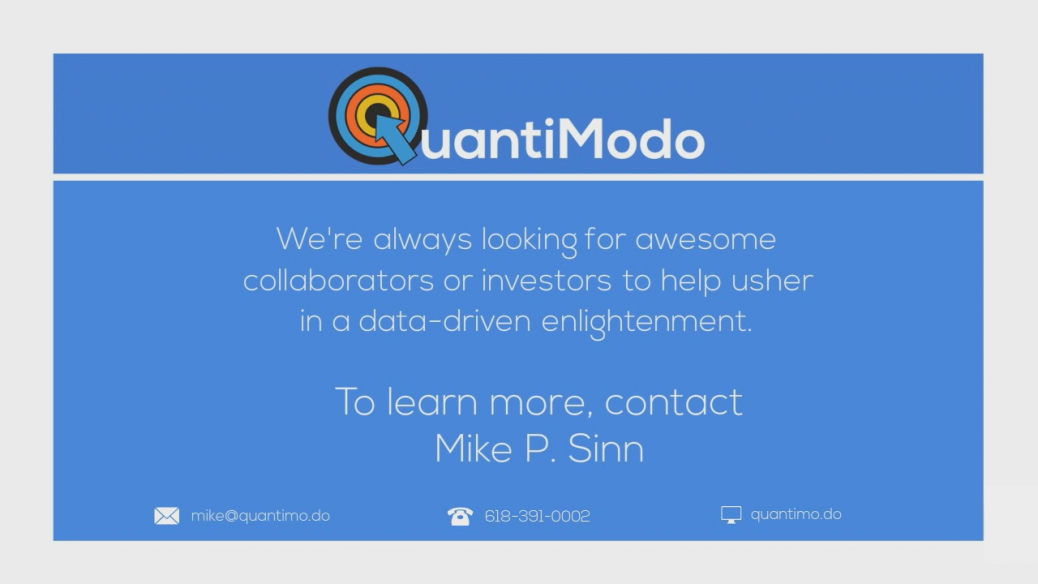 QuantiModo
We're always looking for awesome
collaborators or investors to help usher
in a data-driven enlightenment.
To learn more, contact
Mike P. Sinn
mike@quantimo.do
618-391-0002
quantimo.do